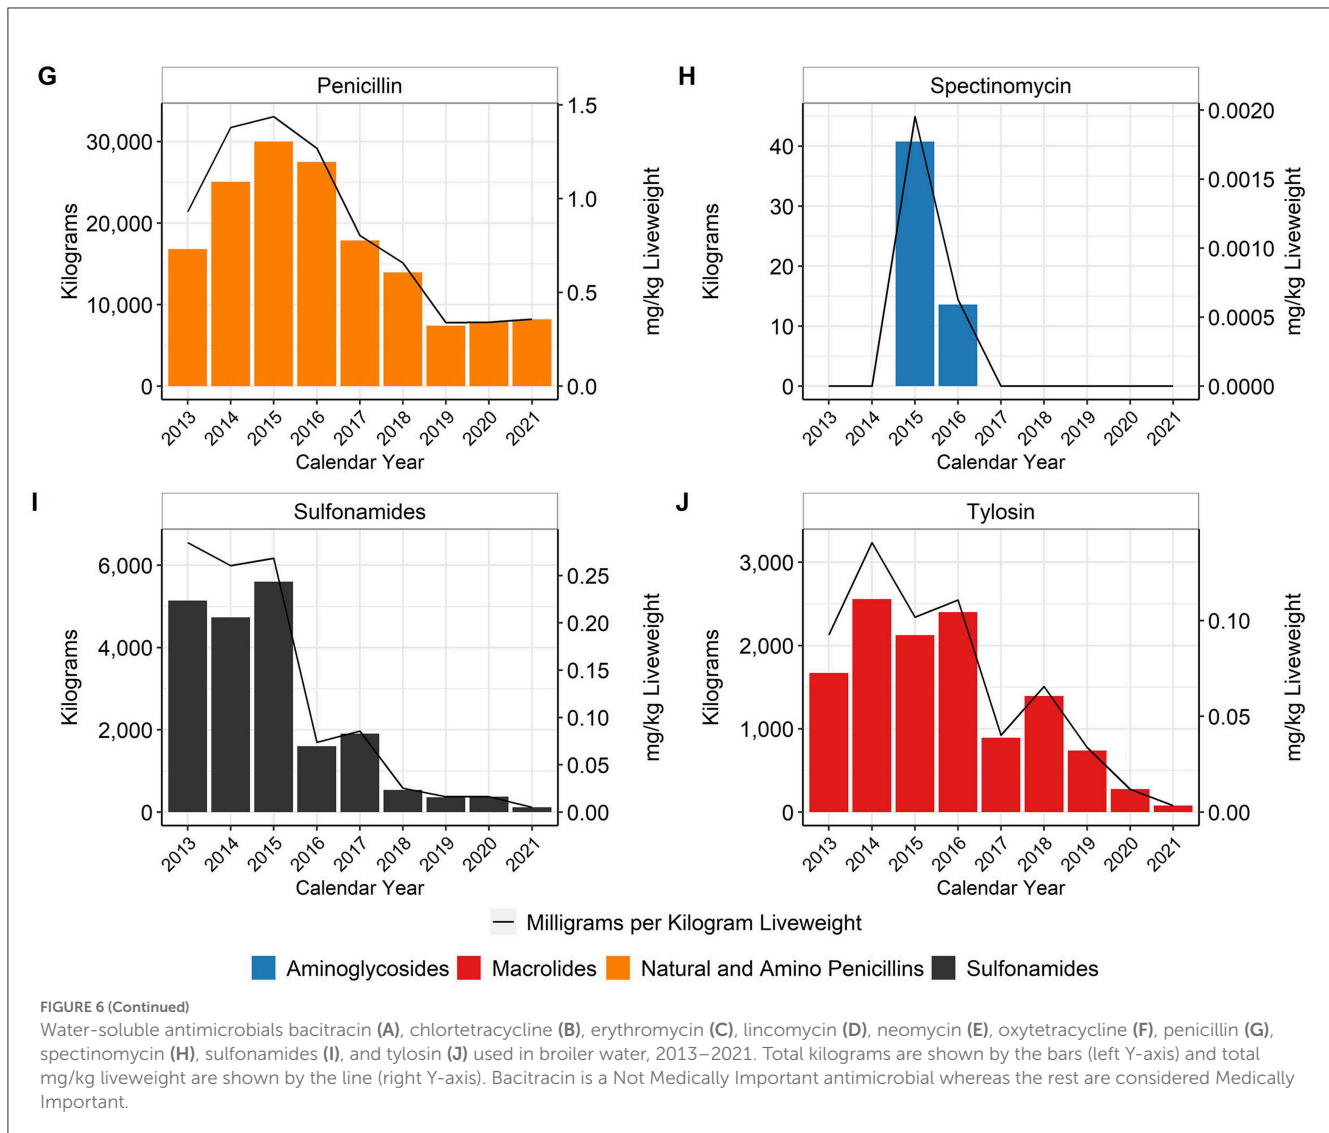 G
Penicillin
30,000
20,000
10,000
0
Kilograms
1.5
1.0
0.5
0.0
mg/kg Liveweight
2013 2014 2015 2016 2017 2018 2019 2020 2021
Calendar Year
H
Spectinomycin
40
30
20
10
0
Kilograms
0.0020
0.0015
0.0010
0.0005
0.0000
mg/kg Liveweight
2013 2014 2015 2016 2017 2018 2019 2020 2021
Calendar Year
I
Sulfonamides
6,000
4,000
2,000
0
Kilograms
0.25
0.20
0.15
0.10
0.05
0.00
mg/kg Liveweight
2013 2014 2015 2016 2017 2018 2019 2020 2021
Calendar Year
J
Tylosin
3,000
2,000
1,000
0
Kilograms
0.10
0.05
0.00
mg/kg Liveweight
2013 2014 2015 2016 2017 2018 2019 2020 2021
Calendar Year
Milligrams per Kilogram Liveweight
Aminoglycosides Macrolides Natural and Amino Penicillins Sulfonamides
FIGURE 6 (Continued)
Water-soluble antimicrobials bacitracin (A), chlortetracycline (B), erythromycin (C), lincomycin (D), neomycin (E), oxytetracycline (F), penicillin (G),
spectinomycin (H), sulfonamides (I), and tylosin (J) used in broiler water, 2013–2021. Total kilograms are shown by the bars (left Y-axis) and total
mg/kg liveweight are shown by the line (right Y-axis). Bacitracin is a Not Medically Important antimicrobial whereas the rest are considered Medically
Important.